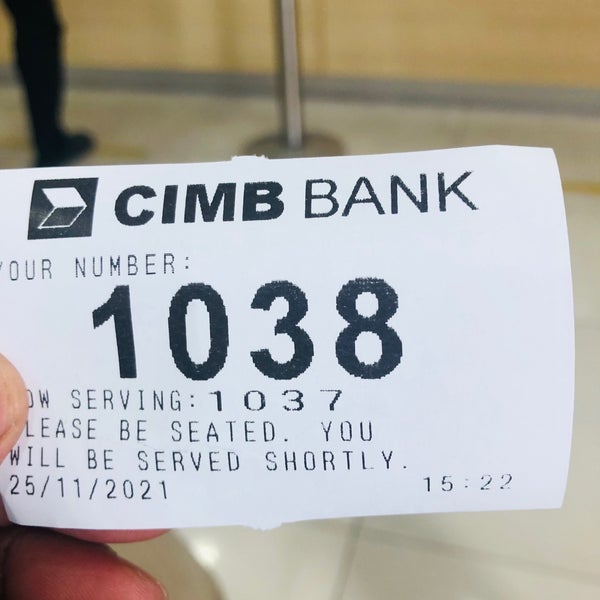 CIMB BANK
YOUR NUMBER:
1038
OW SERVING: 1037
LEASE BE SEATED. YOU
WILL BE SERVED SHORTLY.
25/11/2021 15:22